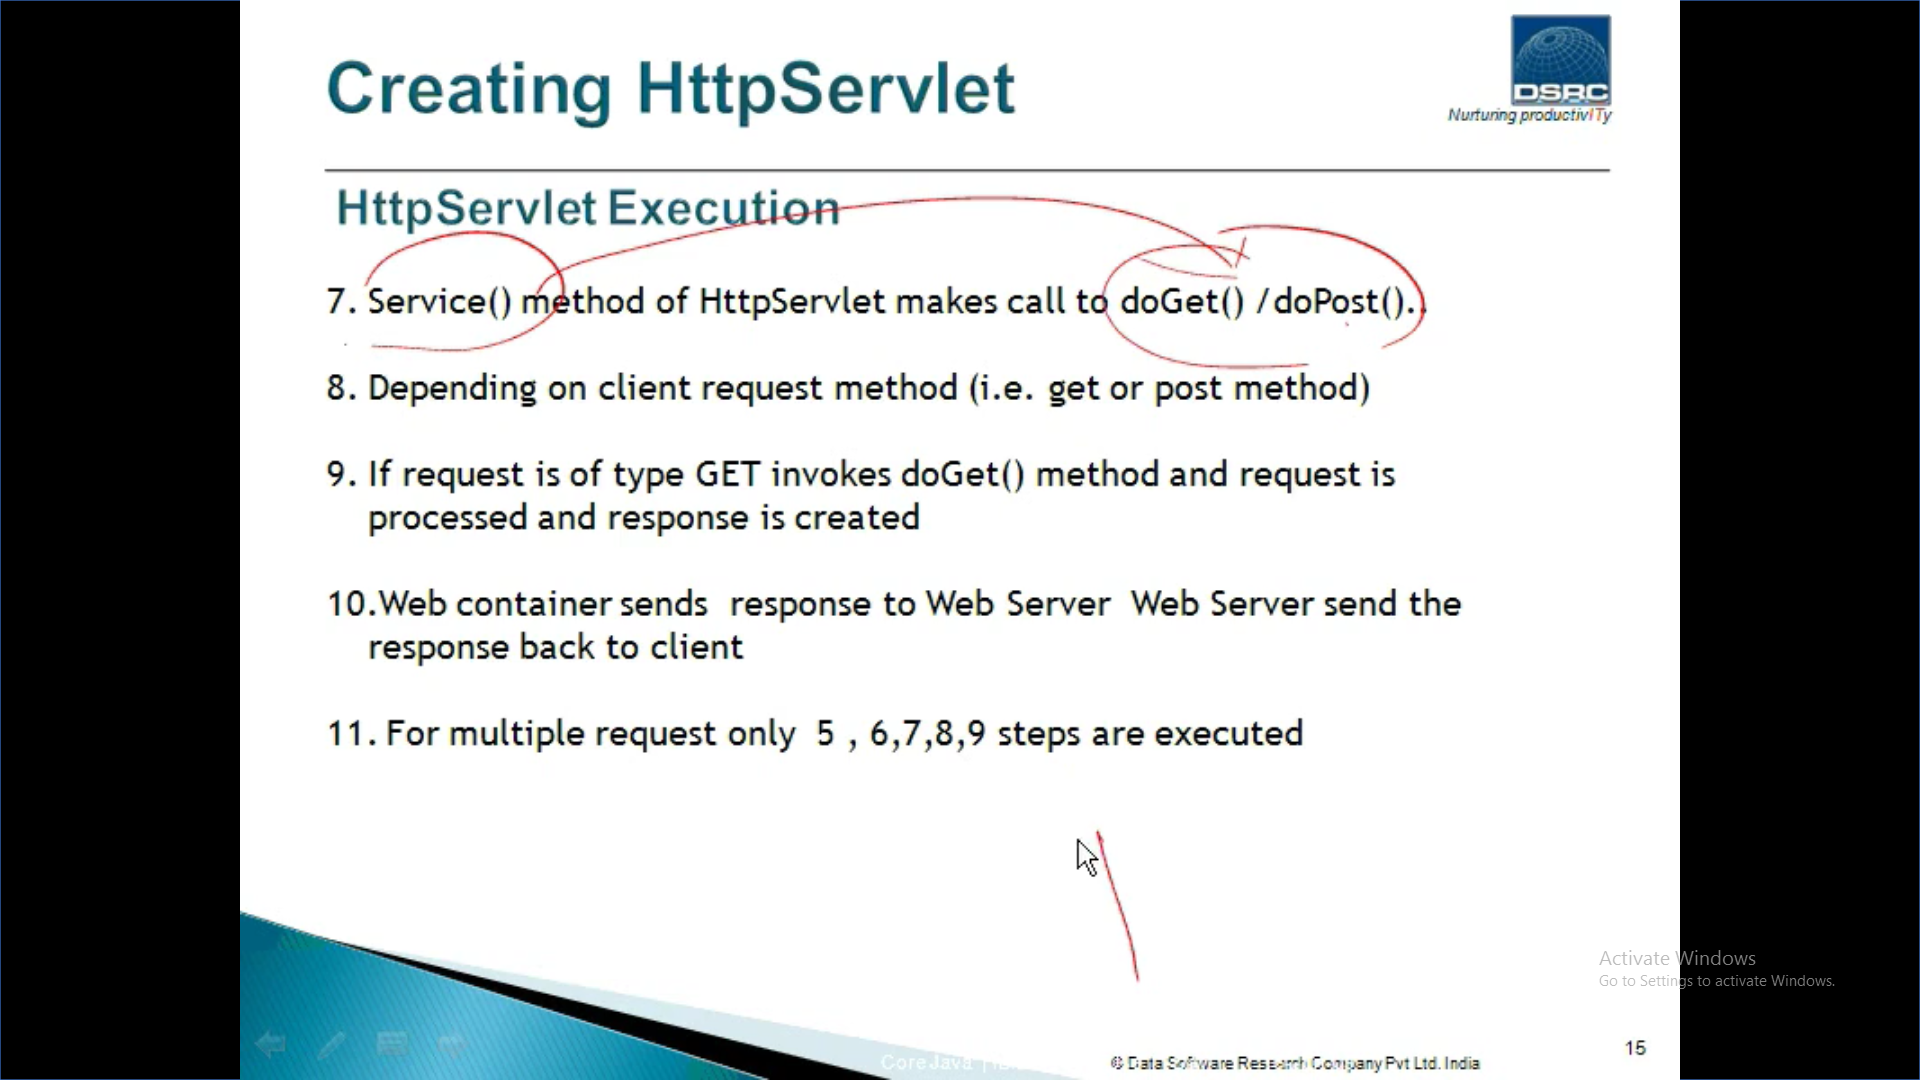 Creating HttpServlet
DSRC
Nurturing productivITy
HttpServlet Execution
7. Service() method of HttpServlet makes call to doGet() /doPost()..
8. Depending on client request method (i.e. get or post method)
9. If request is of type GET invokes doGet() method and request is
processed and response is created
10.Web container sends response to Web Server Web Server send the
response back to client
11. For multiple request only 5 , 6,7,8,9 steps are executed
Activate Windows
Go to Settings to activate Windows.
15
Core Java
© Data Software Research Company Pvt Ltd. India